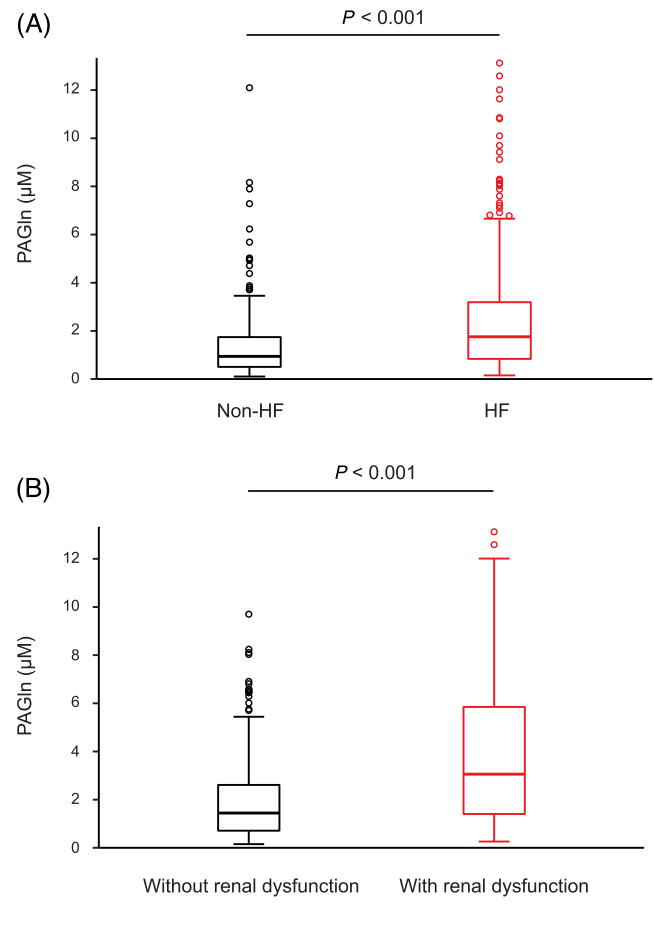 (A)
P < 0.001
PAGln (μM)
12
10
8
6
4
2
0
Non-HF HF
(B)
P < 0.001
PAGln (μM)
12
10
8
6
4
2
0
Without renal dysfunction With renal dysfunction